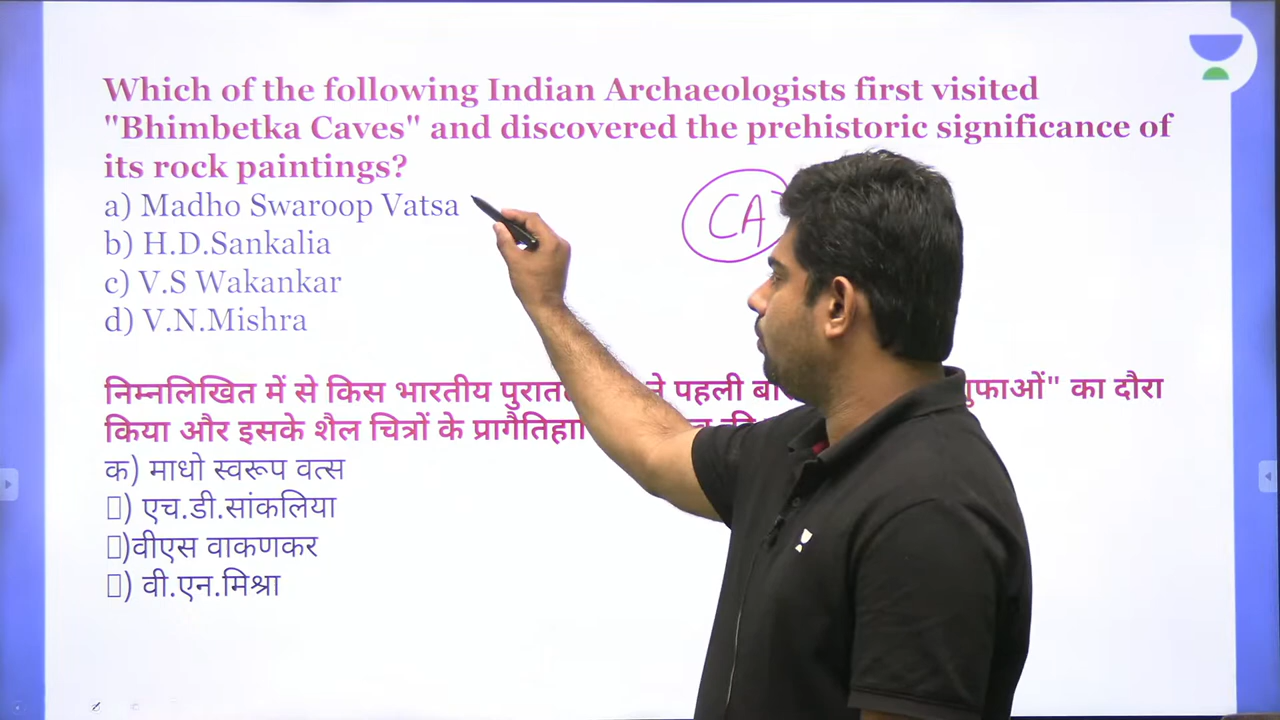 Which of the following Indian Archaeologists first visited
"Bhimbetka Caves" and discovered the prehistoric significance of
its rock paintings?
a) Madho Swaroop Vatsa
b) H.D.Sankalia
c) V.S Wakankar
d) V.N.Mishra
CA
निम्नलिखित में से किस भारतीय ने पहली का दौरा
किया और इसके शैल चित्रों के
क) माधो स्वरूप वत्स
▯) एच.डी.सांकलिया
▯)वीएस वाकणकर
▯) वी.एन.मिश्रा